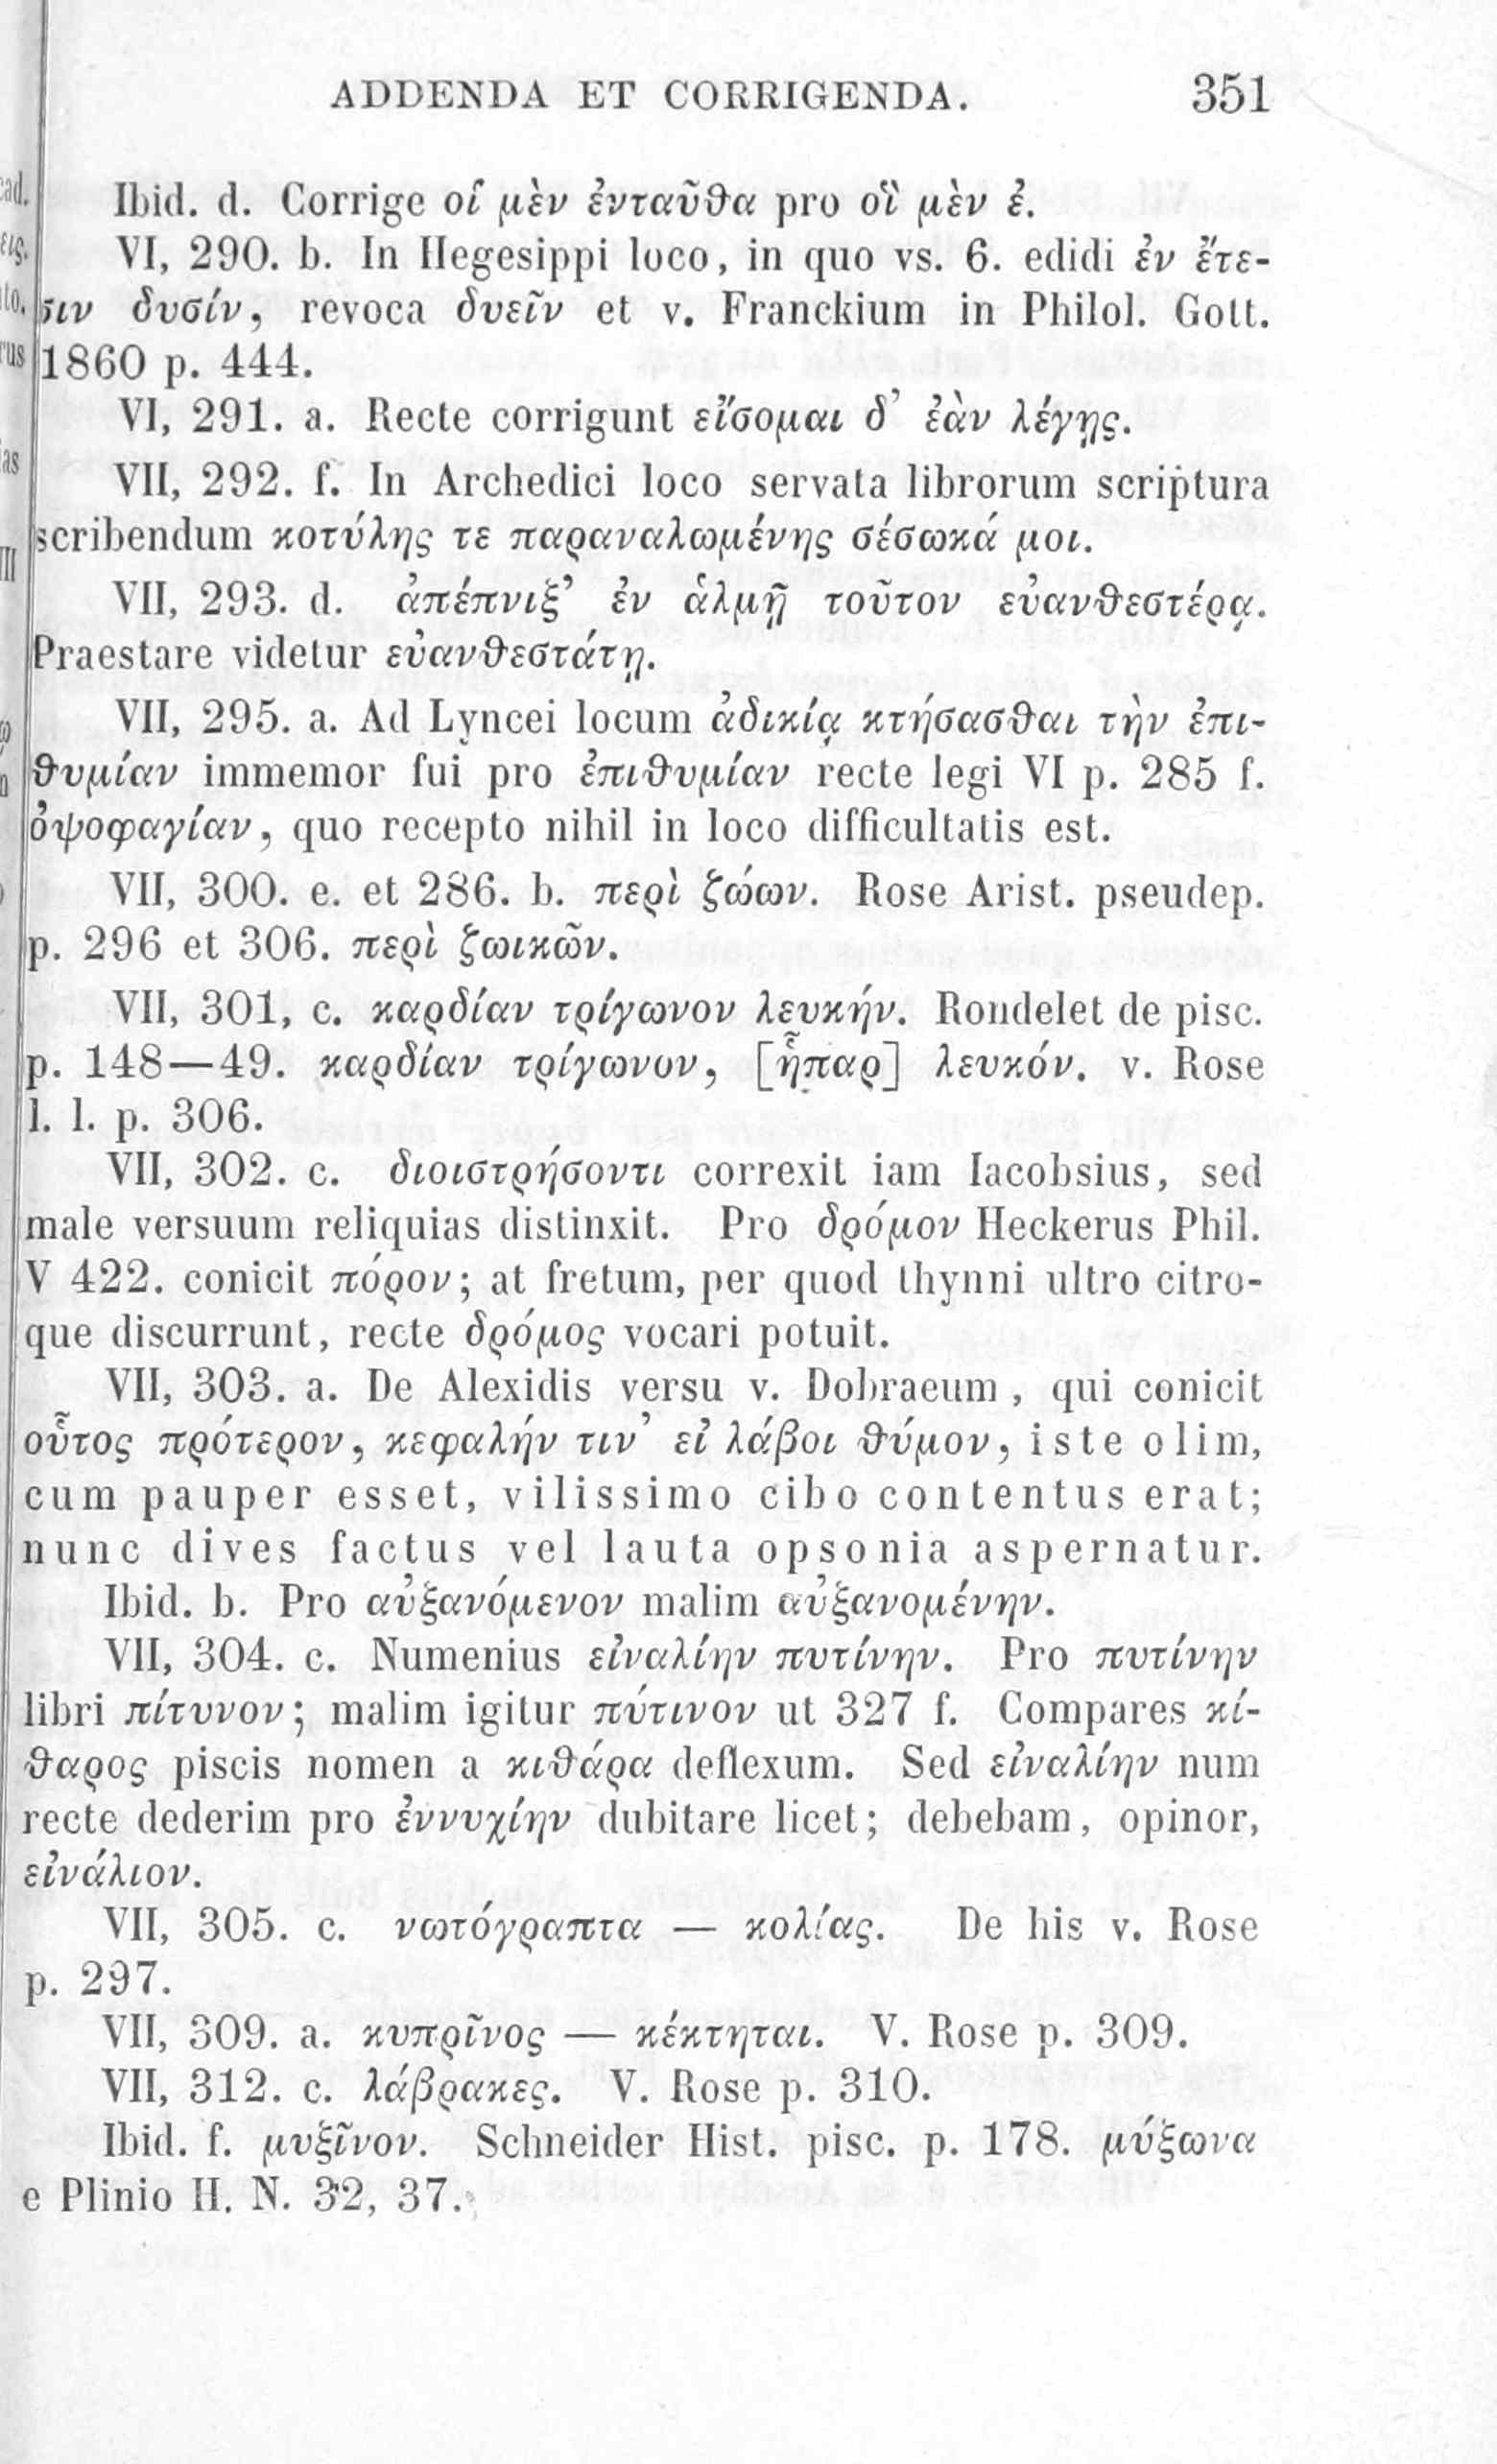 ADDENDA ET CORRIGENDA. 351
Ibid. d. Corrige οἵ μὲν ἐνταῦθα pro οἳ μὲν ἐ.
VI, 290. b. In Hegesippi loco, in quo vs. 6. edidi ἐν ἔτε-
σιν δυσίν, revoca δυεῖν et v. Franckium in Philol. Gott.
1860 p. 444.
VI, 291. a. Recte corrigunt εἴσομαι δ’ ἐὰν λέγῃς.
VII, 292. f. In Archedici loco servata librorum scriptura
scribendum κοτύλης τε παραναλωμένης σέσωκά μοι.
VII, 293. d. ἀπέπνιξ’ ἐν ἁλμῇ τοῦτον εὐανθεστέρᾳ.
Praestare videtur εὐανθεστάτῃ.
VII, 295. a. Ad Lyncei locum ἀδικίᾳ κτήσασθαι τὴν ἐπι-
θυμίαν immemor fui pro ἐπιθυμίαν recte legi VI p. 285 f.
ὀψοφαγίαν, quo recepto nihil in loco difficultatis est.
VII, 300. e. et 286. b. περὶ ζώων. Rose Arist. pseudep.
p. 296 et 306. περὶ ζωικῶν.
VII, 301, c. καρδίαν τρίγωνον λευκήν. Rondelet de pisc.
p. 148—49. καρδίαν τρίγωνον, [ἧπαρ] λευκόν. v. Rose
l. l. p. 306.
VII, 302. c. διοιστρήσοντι correxit iam Iacobsius, sed
male versuum reliquias distinxit. Pro δρόμον Heckerus Phil.
V 422. conicit πόρον; at fretum, per quod thynni ultro citro-
que discurrunt, recte δρόμος vocari potuit.
VII, 303. a. De Alexidis versu v. Dobraeum, qui conicit
οὗτος πρότερον, κεφαλήν τιν’ εἰ λάβοι θύμον, iste olim,
cum pauper esset, vilissimo cibo contentus erat;
nunc dives factus vel lauta opsonia aspernatur.
Ibid. b. Pro αὐξανόμενον malim αὐξανομένην.
VII, 304. c. Numenius εἰναλίην πυτίνην. Pro πυτίνην
libri πίτυνον; malim igitur πύτινον ut 327 f. Compares κί-
θαρος piscis nomen a κιθάρα deflexum. Sed εἰναλίην num
recte dederim pro ἐννυχίην dubitare licet; debebam, opinor,
εἰνάλιον.
VII, 305. c. νωτόγραπτα — κολίας. De his v. Rose
p. 297.
VII, 309. a. κυπρῖνος — κέκτηται. V. Rose p. 309.
VII, 312. c. λάβρακες. V. Rose p. 310.
Ibid. f. μυξῖνον. Schneider Hist. pisc. p. 178. μύξωνα
e Plinio H. N. 32, 37.